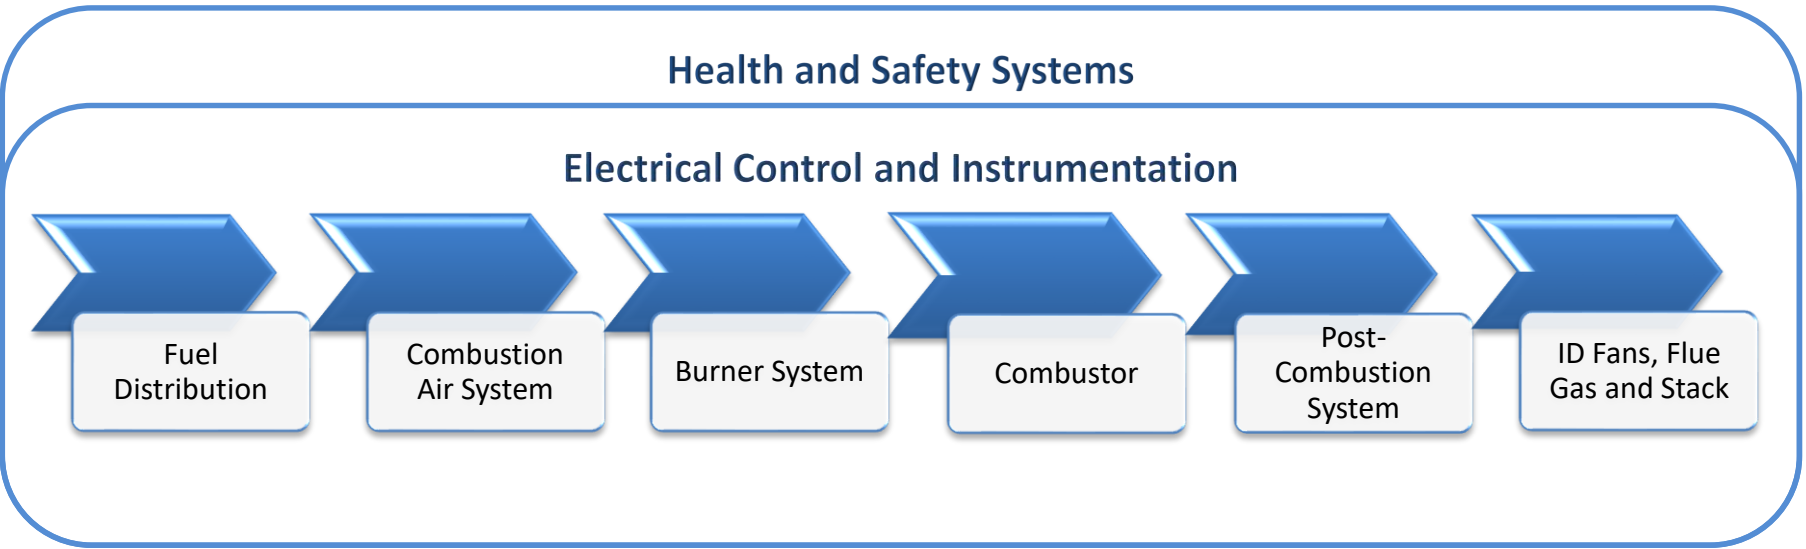 Health and Safety Systems
Electrical Control and Instrumentation
Fuel
Distribution
Combustion
Air System
Burner System
Combustor
Post-
Combustion
System
ID Fans, Flue
Gas and Stack